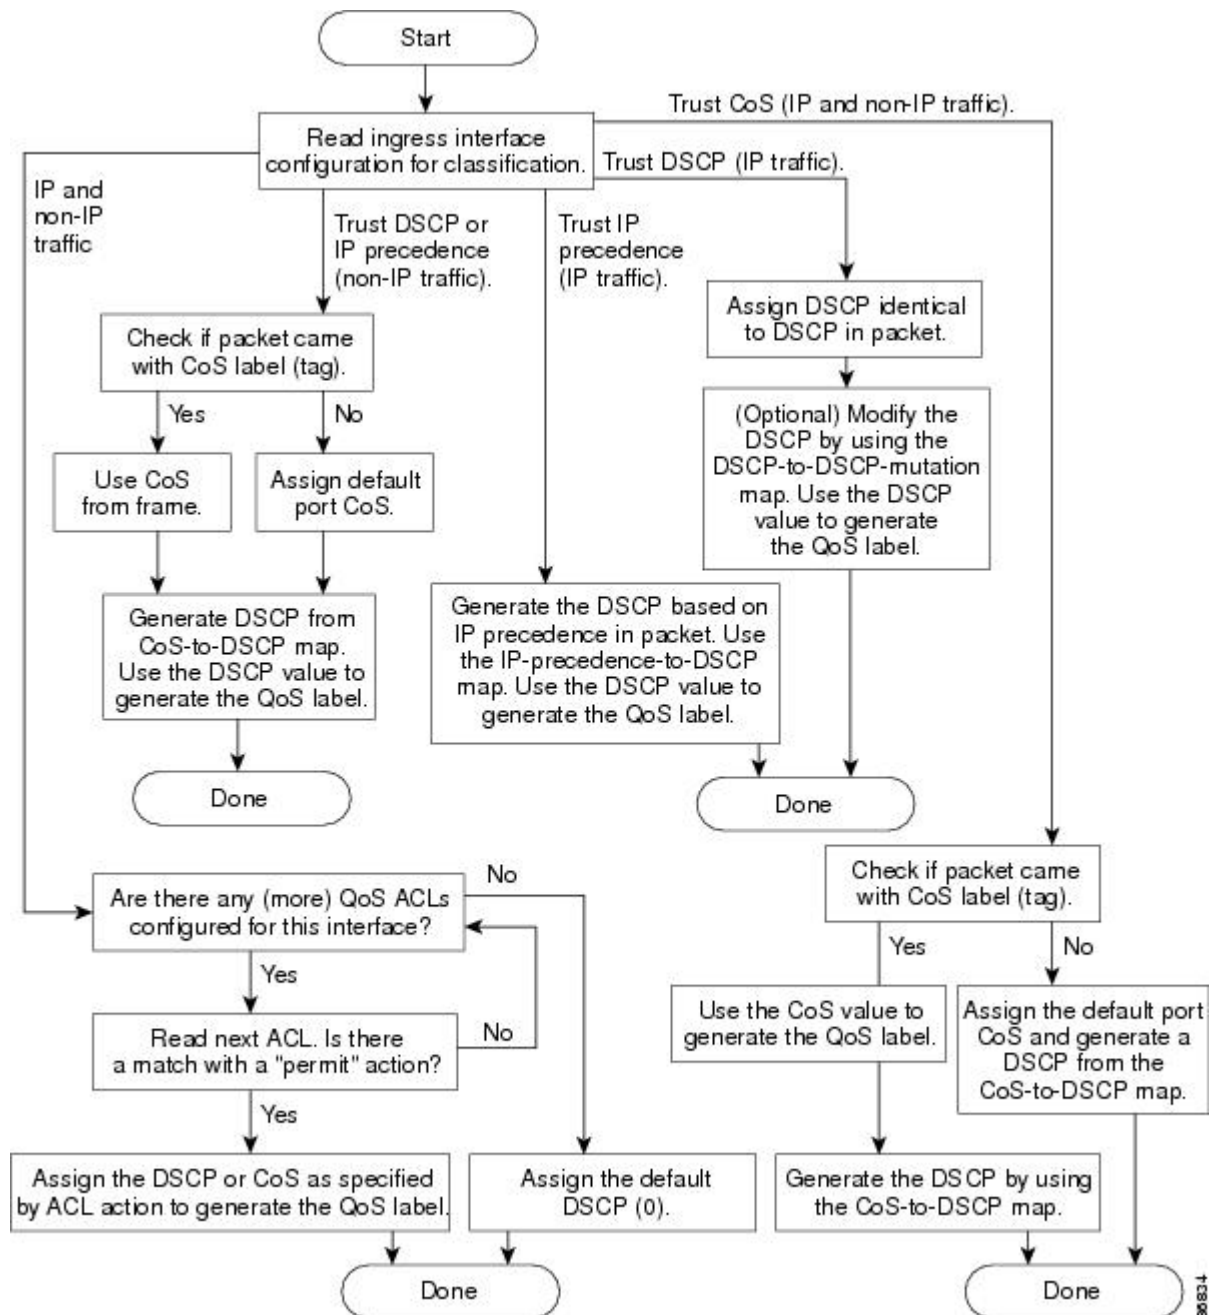 Start
Trust CoS (IP and non-IP traffic).
Read ingress interface
configuration for classification.
Trust DSCP (IP traffic).
IP and
non-IP
traffic
Trust DSCP or
IP precedence
(non-IP traffic).
Trust IP
precedence
(IP traffic).
Assign DSCP identical
to DSCP in packet.
Check if packet came
with CoS label (tag).
Yes
No
(Optional) Modify the
DSCP by using the
DSCP-to-DSCP-mutation
map. Use the DSCP
value to generate
the QoS label.
Use CoS
from frame.
Assign default
port CoS.
Generate DSCP from
CoS-to-DSCP map.
Use the DSCP value to
generate the QoS label.
Generate the DSCP based on
IP precedence in packet. Use
the IP-precedence-to-DSCP
map. Use the DSCP value to
generate the QoS label.
Done
Done
Are there any (more) QoS ACLs
configured for this interface?
No
Check if packet came
with CoS label (tag).
Yes
Yes
No
Read next ACL. Is there
a match with a "permit" action?
No
Use the CoS value to
generate the QoS label.
Assign the default port
CoS and generate a
DSCP from the
CoS-to-DSCP map.
Yes
Assign the DSCP or CoS as specified
by ACL action to generate the QoS label.
Assign the default
DSCP (0).
Generate the DSCP by using
the CoS-to-DSCP map.
Done
Done
86834